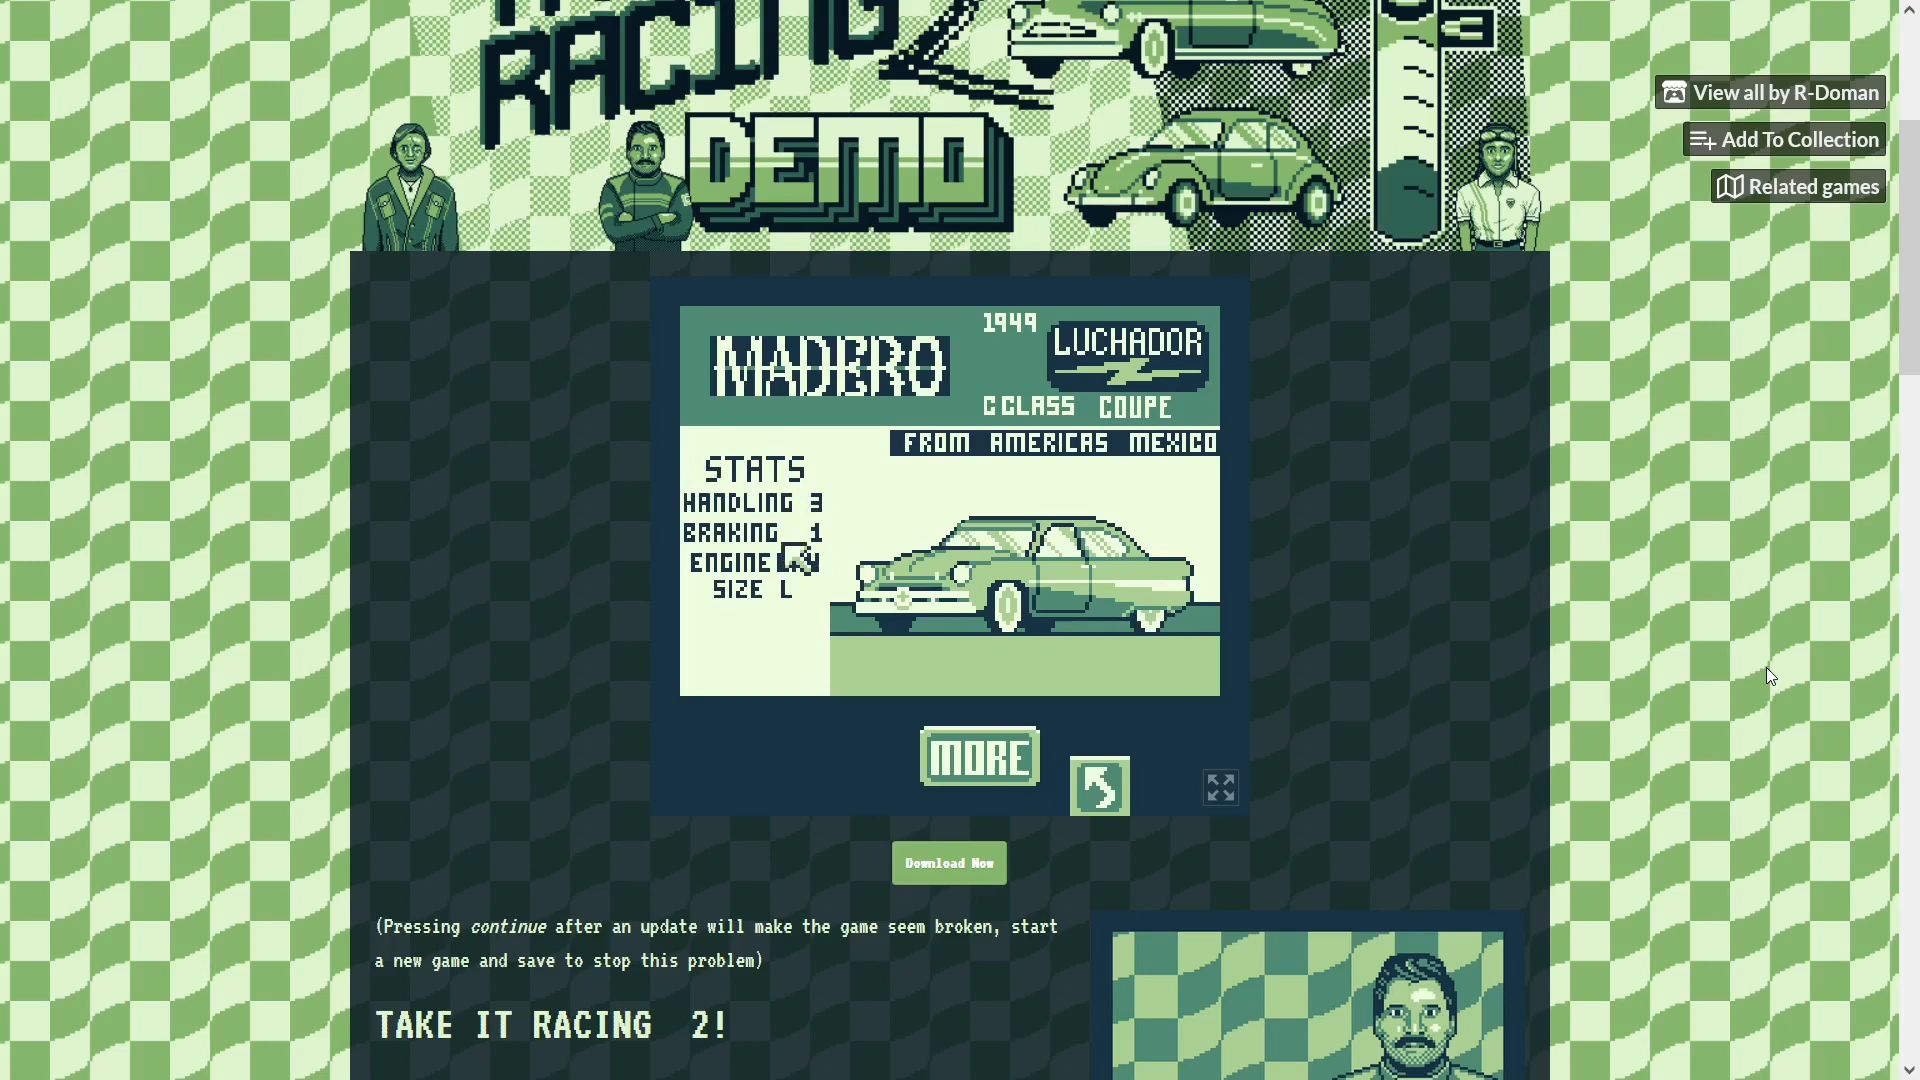 RACING
DEMO
View all by R-Doman
Add To Collection
Related games
MADERO
1949
LUCHADOR
C CLASS COUPE
FROM AMERICAS MEXICO
STATS
HANDLING 3
BRAKING 1
ENGINE
SIZE L
MORE
Download Now
(Pressing continue after an update will make the game seem broken, start
a new game and save to stop this problem)
TAKE IT RACING 2!